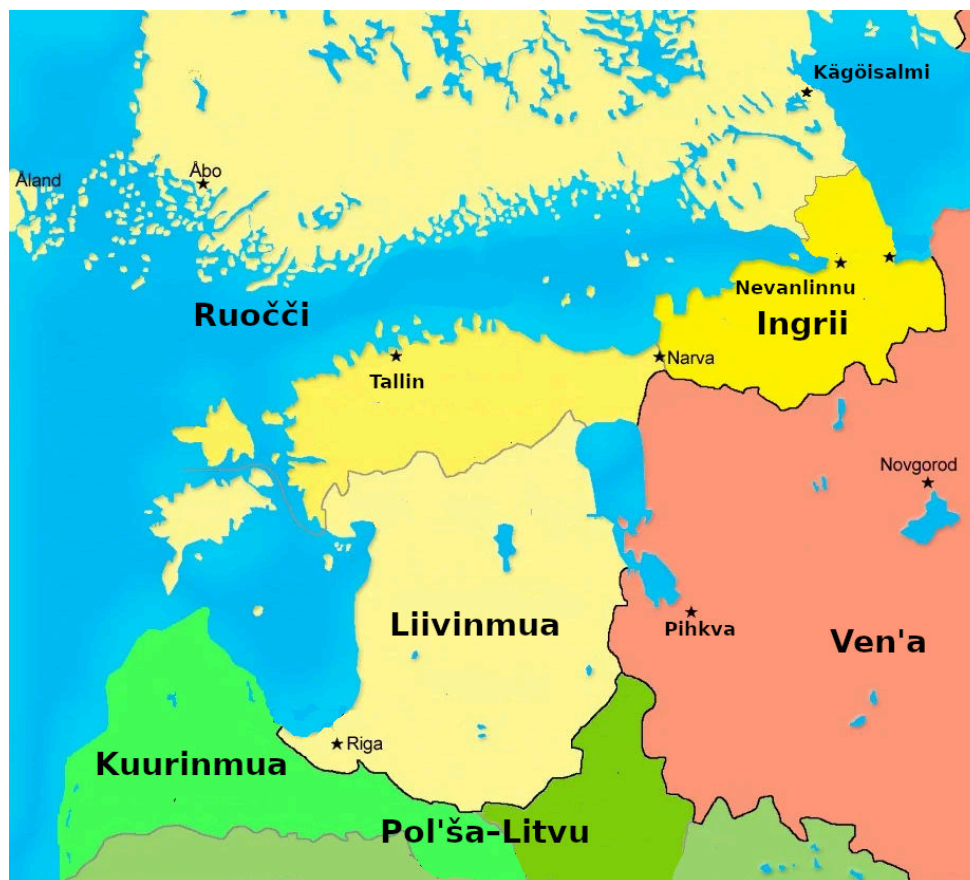 Kägöisalmi
Åbo
Åland
Nevanlinnu
Ruočči
Ingrii
Narva
Tallin
Novgorod
Liivinmua
Pihkva
Ven'a
Riga
Kuurinmua
Pol'ša–Litvu